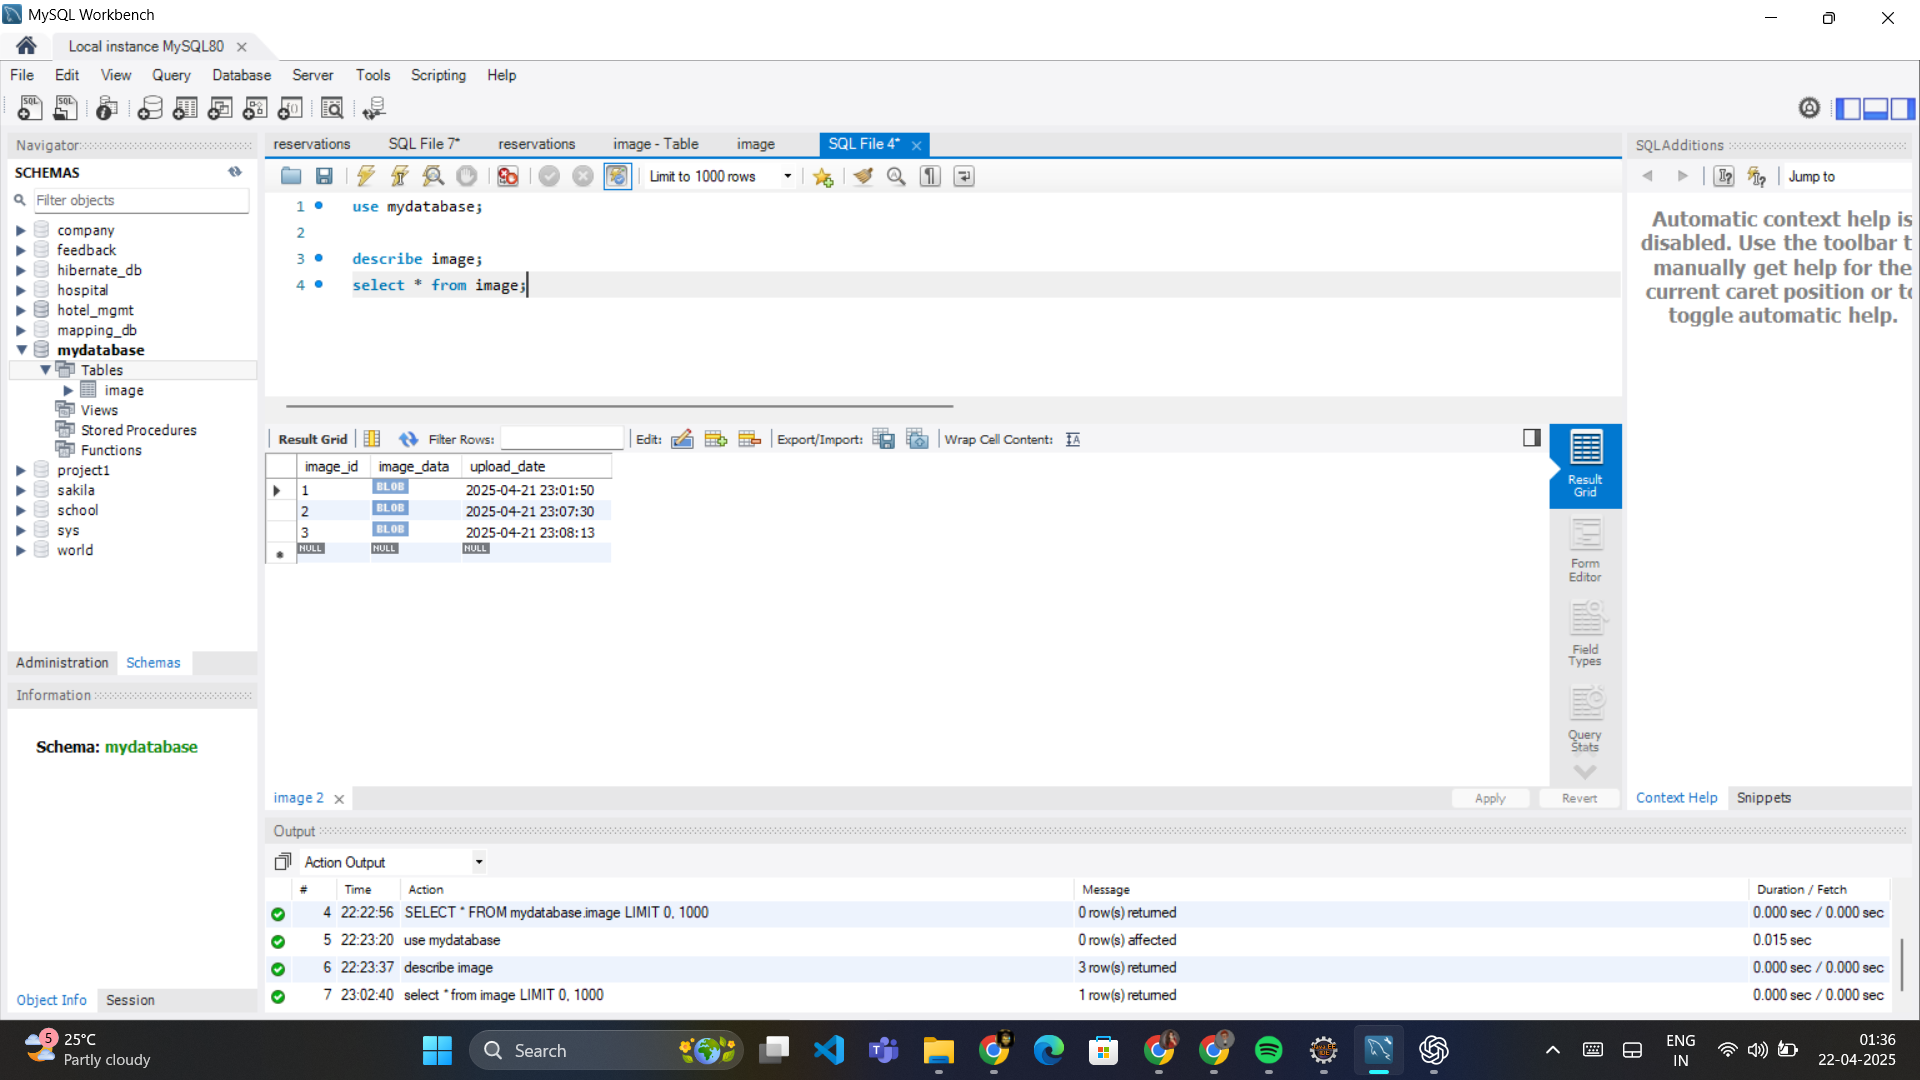 MySQL Workbench
Local instance MySQL80
File Edit View Query Database Server Tools Scripting Help
Navigator
SCHEMAS
Filter objects
company
feedback
hibernate_db
hospital
hotel_mgmt
mapping_db
mydatabase
Tables
image
Views
Stored Procedures
Functions
project1
sakila
school
sys
world
Administration Schemas
Information
Schema: mydatabase
Object Info Session
reservations SQL File 7* reservations image - Table image SQL File 4*
Limit to 1000 rows
1 use mydatabase;
2
3 describe image;
4 select * from image;
Result Grid Filter Rows: Edit: Export/Import: Wrap Cell Content:
image_id image_data upload_date
1 BLOB 2025-04-21 23:01:50
2 BLOB 2025-04-21 23:07:30
3 BLOB 2025-04-21 23:08:13
NULL NULL NULL
Result Grid
Form Editor
Field Types
Query Stats
image 2 Apply Revert
SQLAdditions
Jump to
Automatic context help is
disabled. Use the toolbar t
manually get help for the
current caret position or to
toggle automatic help.
Context Help Snippets
Output
Action Output
# Time Action Message Duration / Fetch
4 22:22:56 SELECT * FROM mydatabase.image LIMIT 0, 1000 0 row(s) returned 0.000 sec / 0.000 sec
5 22:23:20 use mydatabase 0 row(s) affected 0.015 sec
6 22:23:37 describe image 3 row(s) returned 0.000 sec / 0.000 sec
7 23:02:40 select * from image LIMIT 0, 1000 1 row(s) returned 0.000 sec / 0.000 sec
5
25°C
Partly cloudy
Search
ENG
IN
01:36
22-04-2025